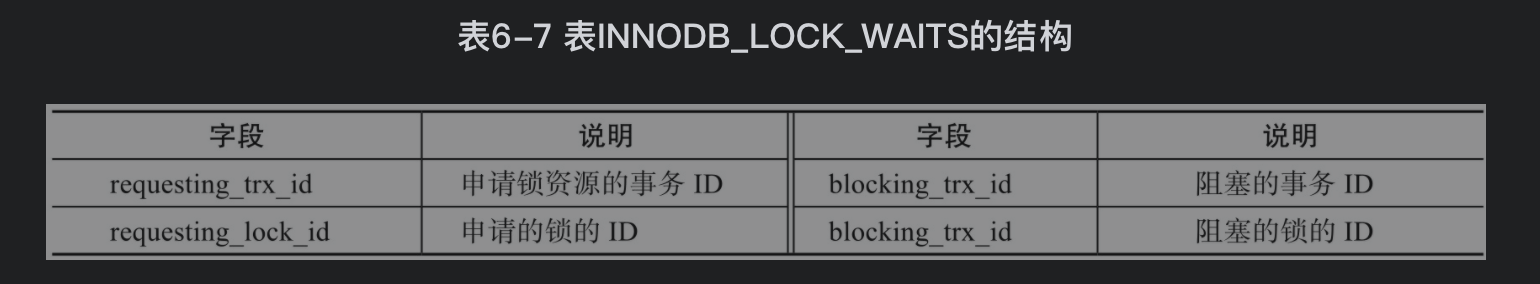 表6-7 表INNODB_LOCK_WAITS的结构
字段 说明 字段 说明
requesting_trx_id 申请锁资源的事务 ID blocking_trx_id 阻塞的事务 ID
requesting_lock_id 申请的锁的 ID blocking_trx_id 阻塞的锁的 ID